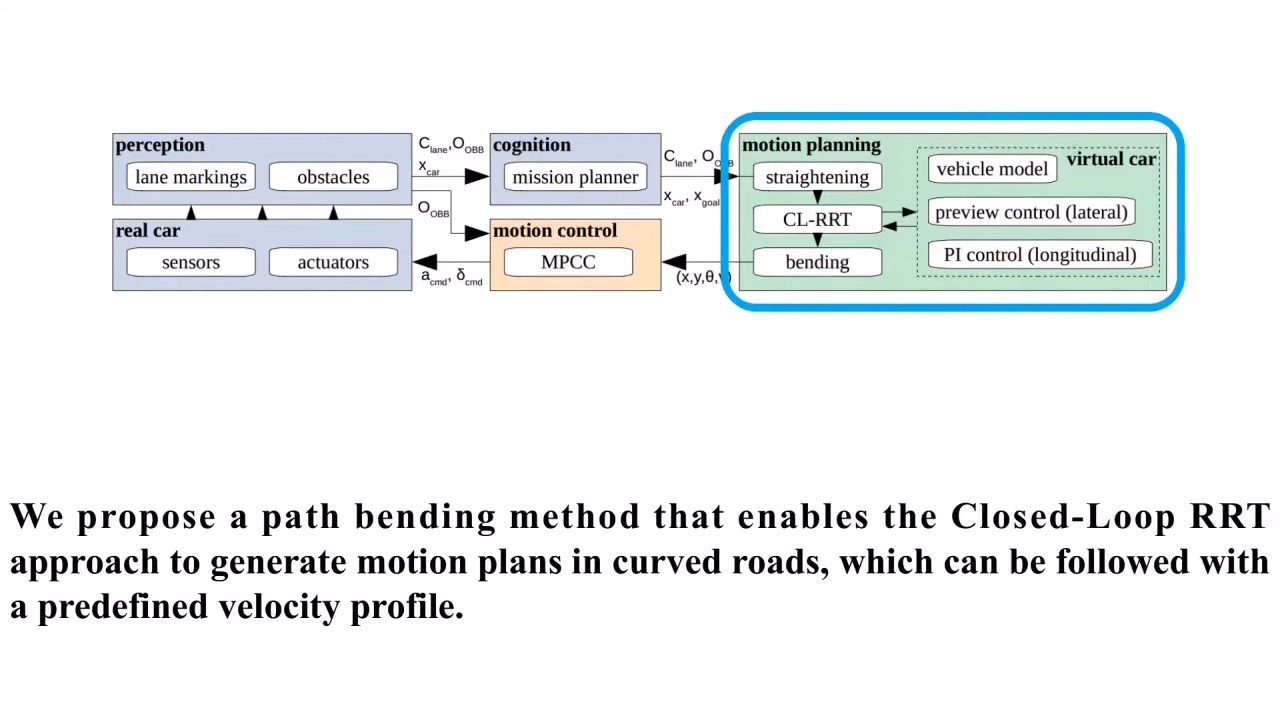 perception
lane markings
obstacles
C_lane, O_OBB
x_car
O_OBB
cognition
mission planner
C_lane, O_OBB
x_car, x_goal
motion planning
straightening
CL-RRT
bending
virtual car
vehicle model
preview control (lateral)
PI control (longitudinal)
real car
sensors
actuators
a_cmd, δ_cmd
motion control
MPCC
(x,y,θ,v)
We propose a path bending method that enables the Closed-Loop RRT
approach to generate motion plans in curved roads, which can be followed with
a predefined velocity profile.